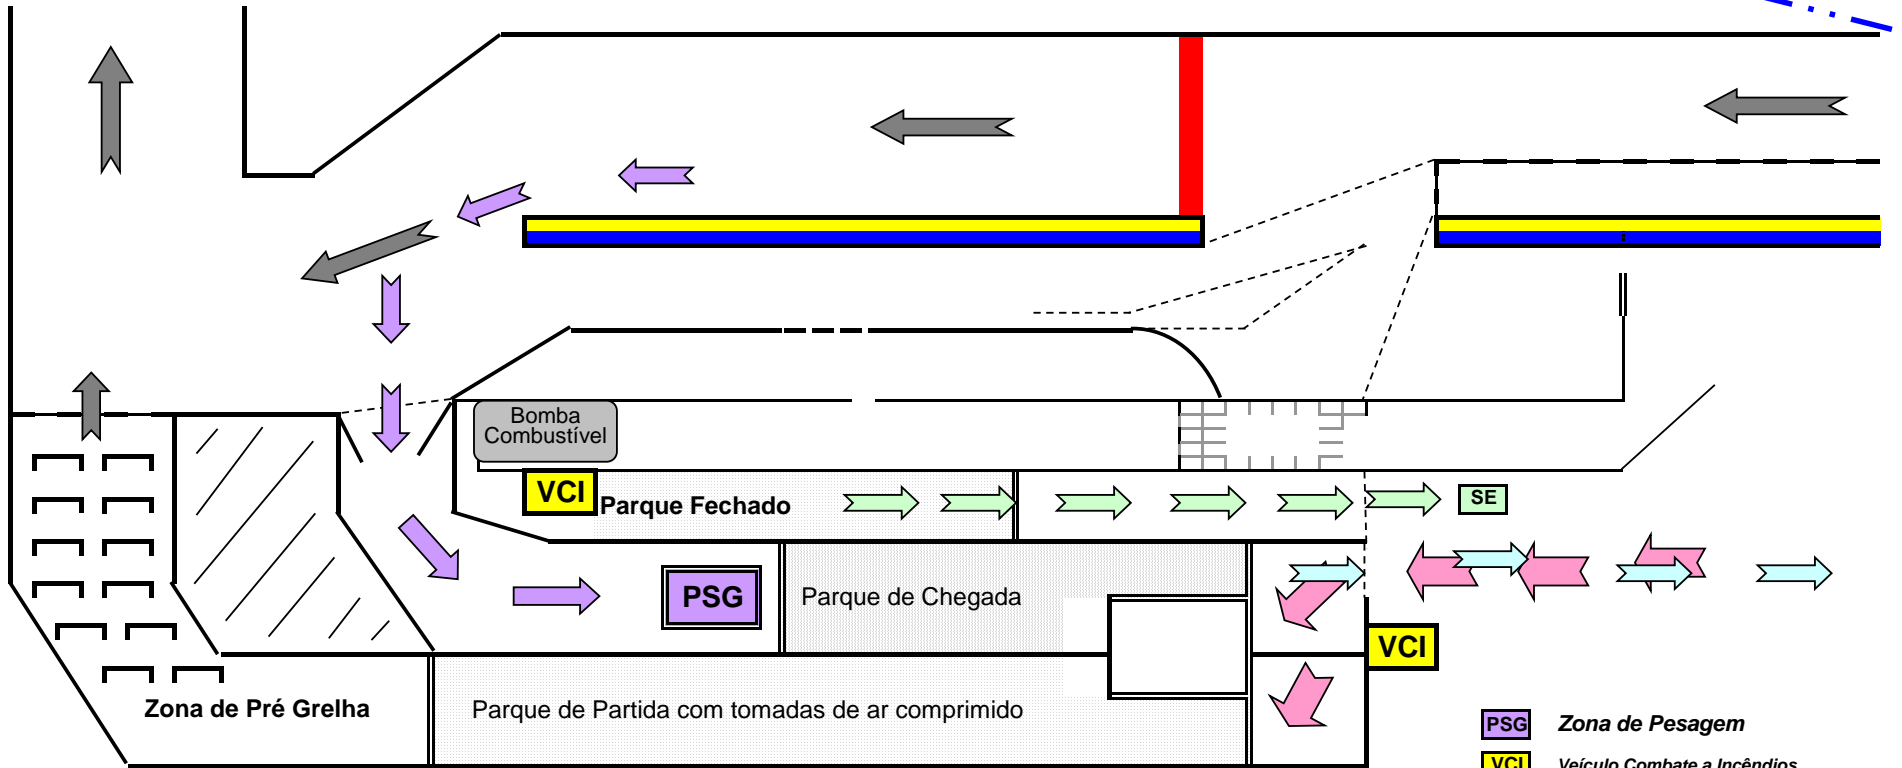 Bomba
Combustível
VCI
Parque Fechado
SE
PSG
Parque de Chegada
VCI
Zona de Pré Grelha
Parque de Partida com tomadas de ar comprimido
PSG Zona de Pesagem
VCI Veículo Combate a Incêndios